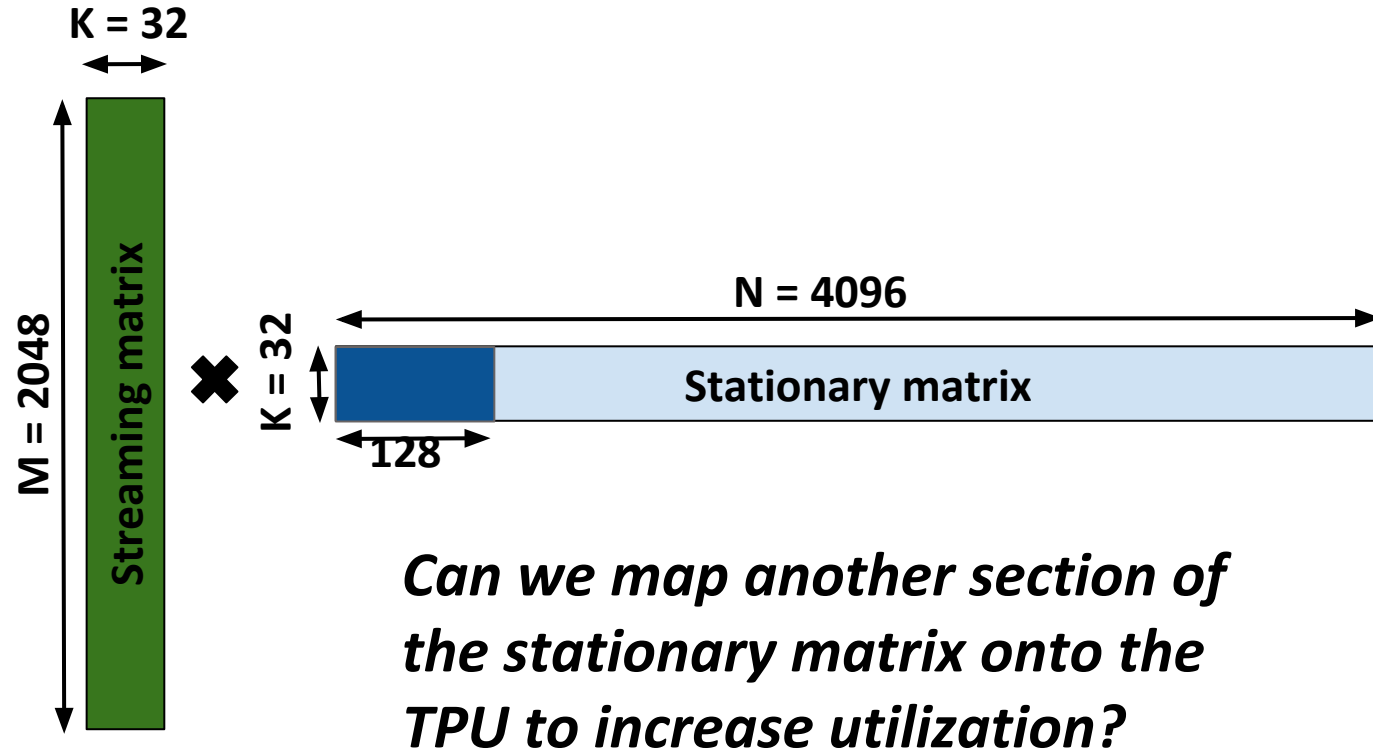 K = 32
M = 2048
Streaming matrix
K = 32
N = 4096
Stationary matrix
128
Can we map another section of
the stationary matrix onto the
TPU to increase utilization?